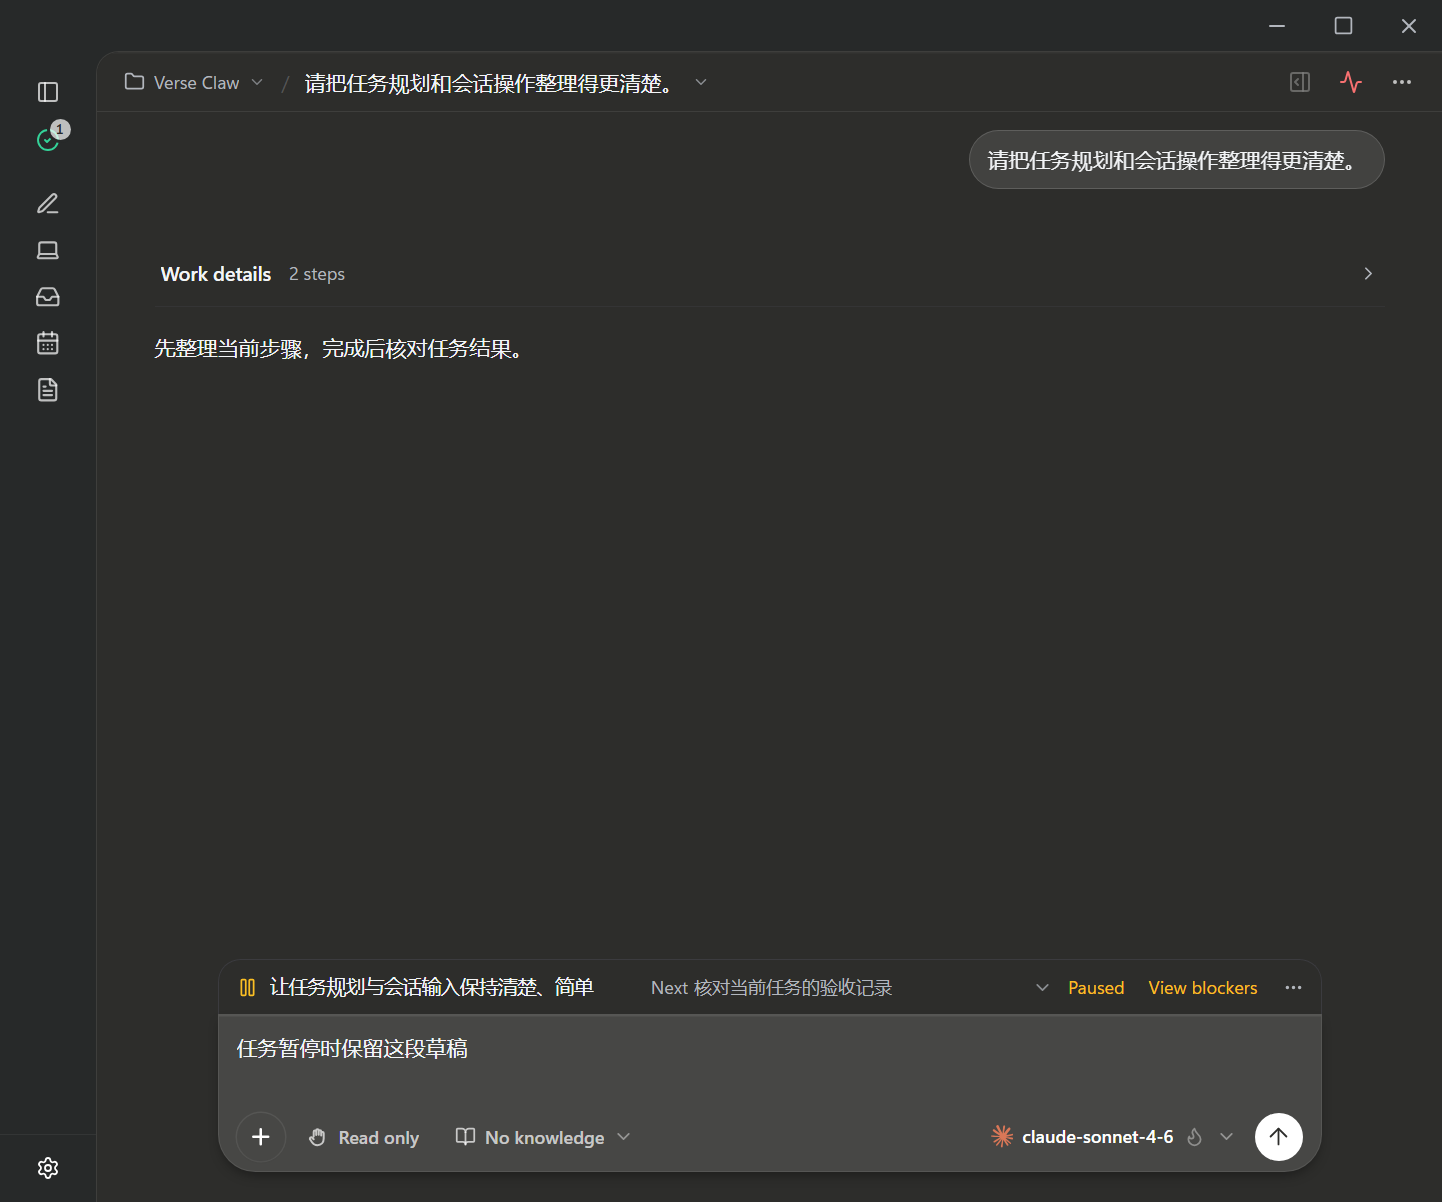 Verse Claw / 请把任务规划和会话操作整理得更清楚。
1
请把任务规划和会话操作整理得更清楚。
Work details 2 steps
先整理当前步骤，完成后核对任务结果。
让任务规划与会话输入保持清楚、简单 Next 核对当前任务的验收记录 Paused View blockers
任务暂停时保留这段草稿
Read only No knowledge claude-sonnet-4-6